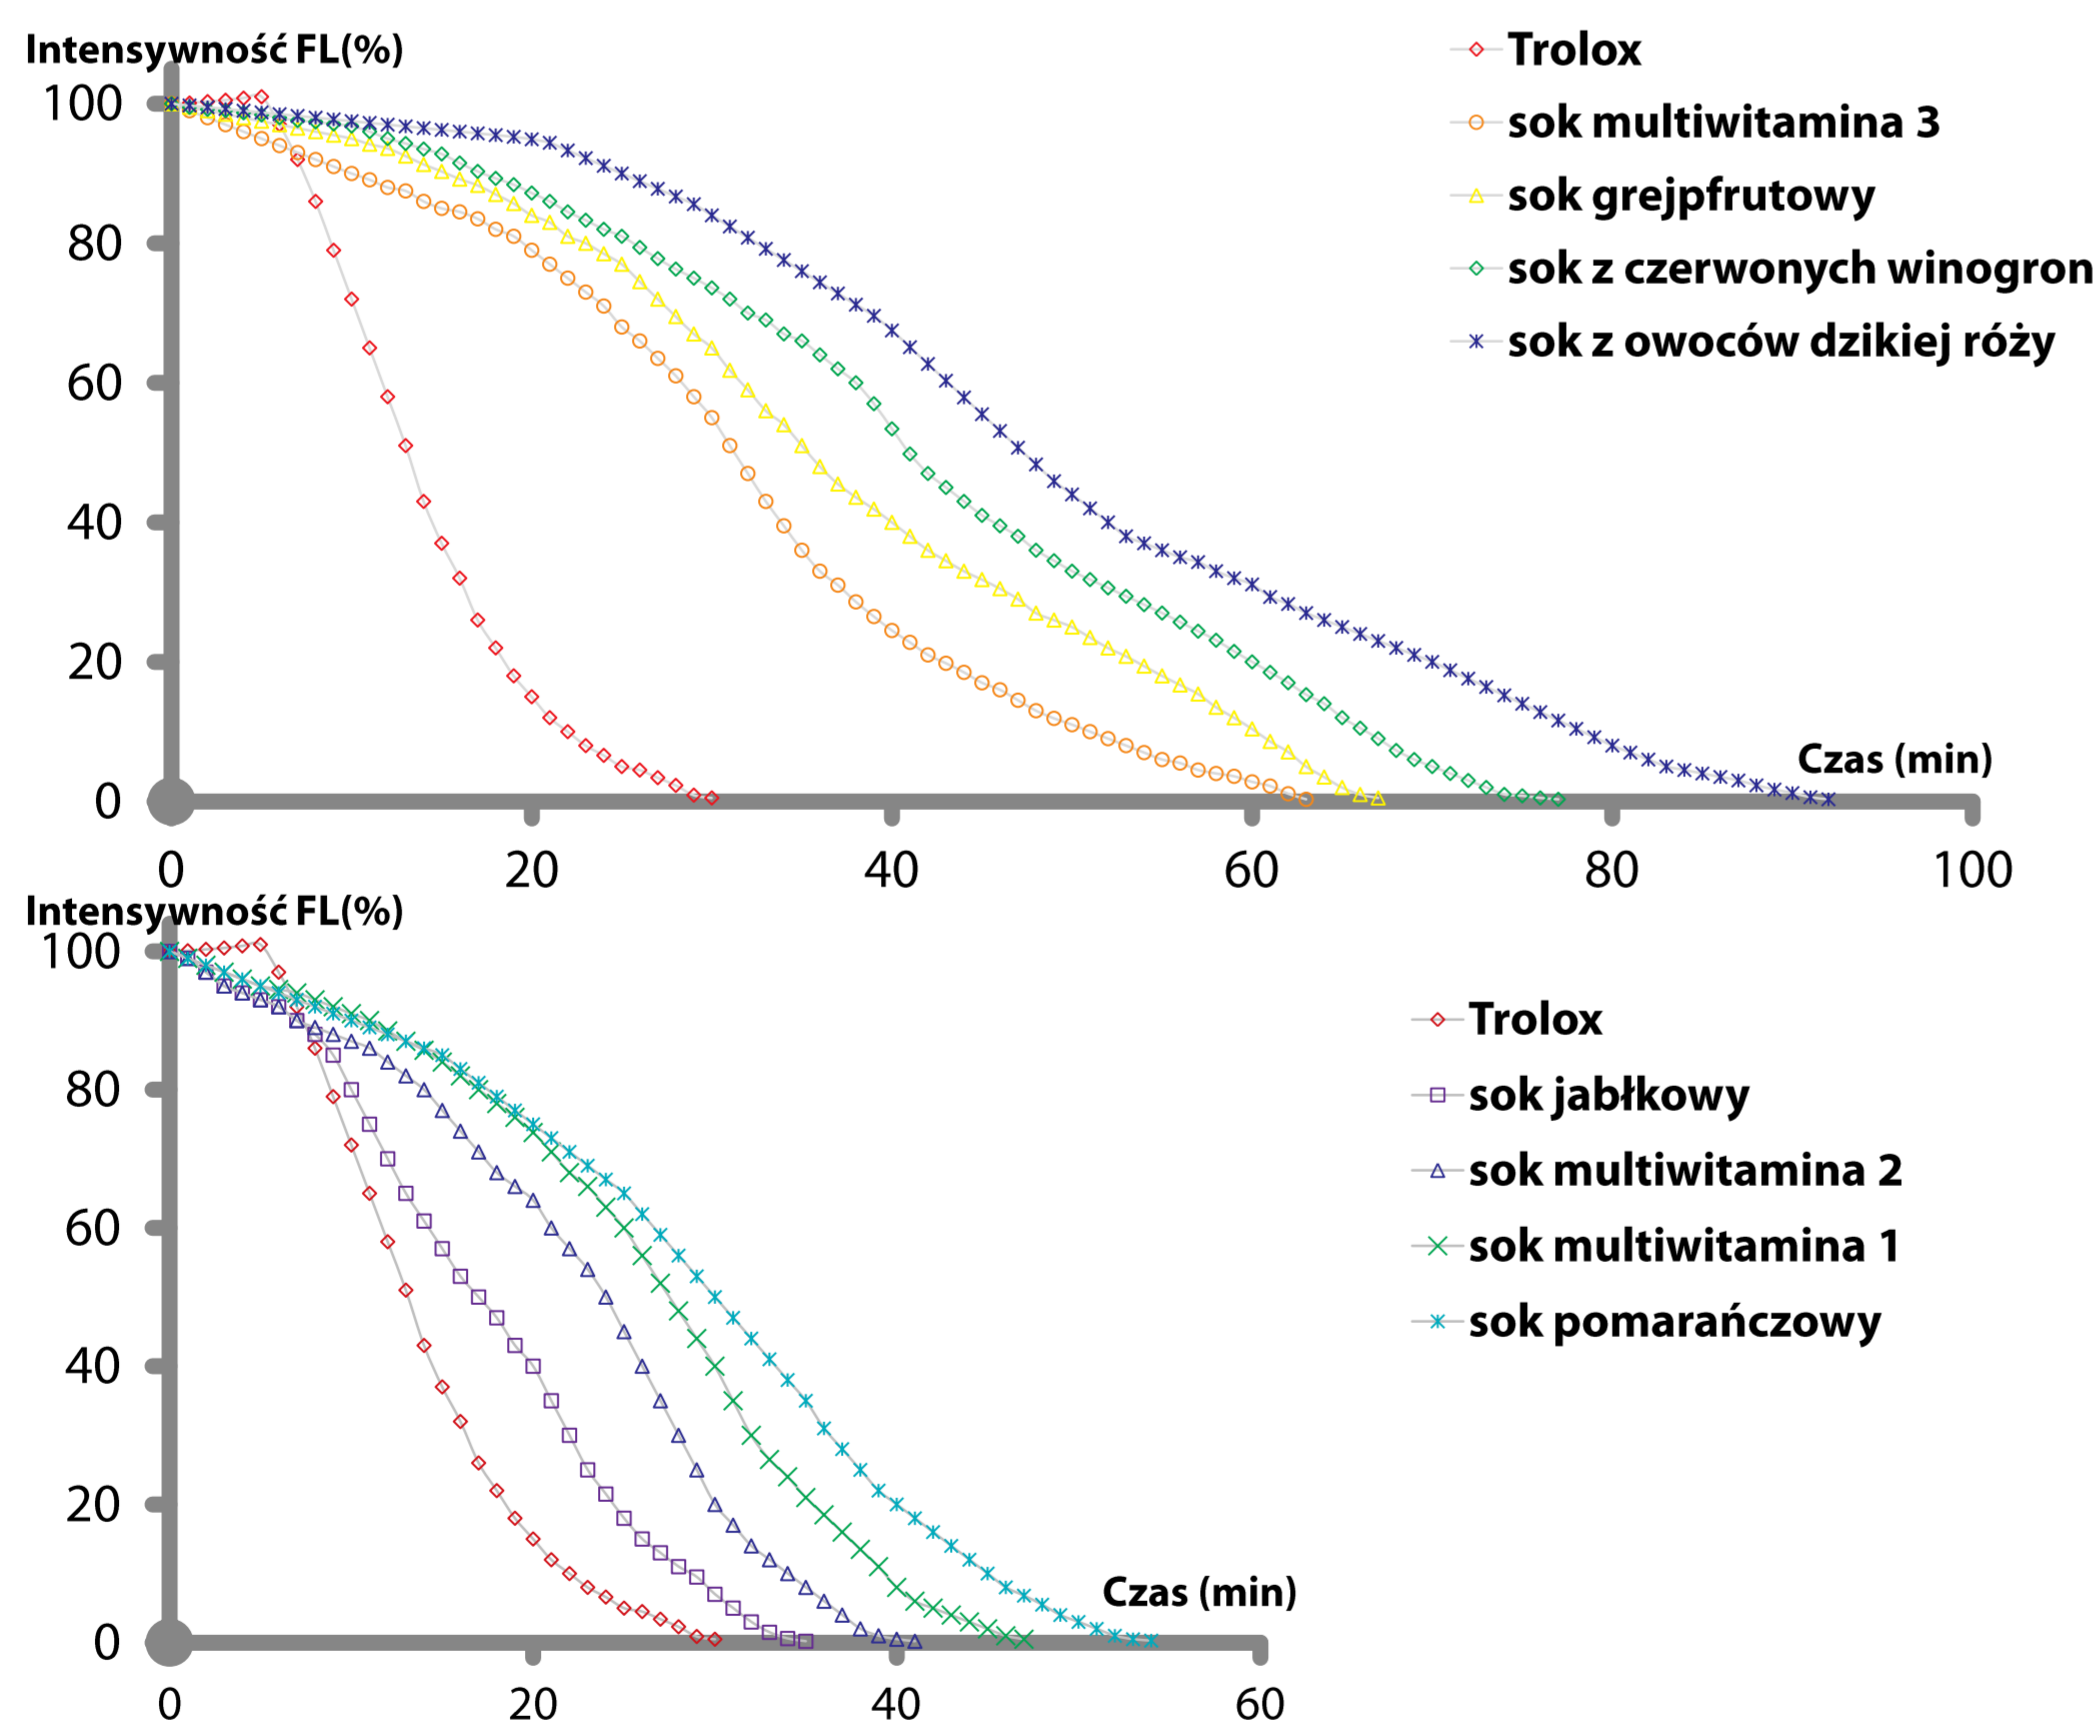 Intensywność FL(%)
100
80
60
40
20
0
0 20 40 60 80 100
Czas (min)
Trolox
sok multiwitamina 3
sok grejpfrutowy
sok z czerwonych winogron
sok z owoców dzikiej róży
Intensywność FL(%)
100
80
60
40
20
0
0 20 40 60
Czas (min)
Trolox
sok jabłkowy
sok multiwitamina 2
sok multiwitamina 1
sok pomarańczowy